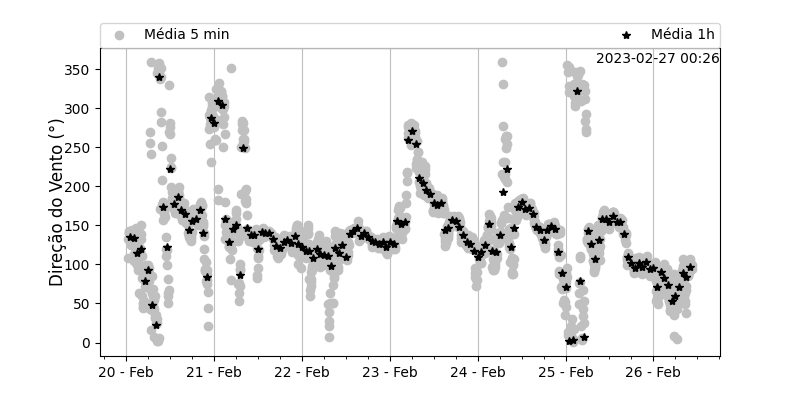 Média 5 min
Média 1h
2023-02-27 00:26
Direção do Vento (°)
350
300
250
200
150
100
50
0
20 - Feb
21 - Feb
22 - Feb
23 - Feb
24 - Feb
25 - Feb
26 - Feb